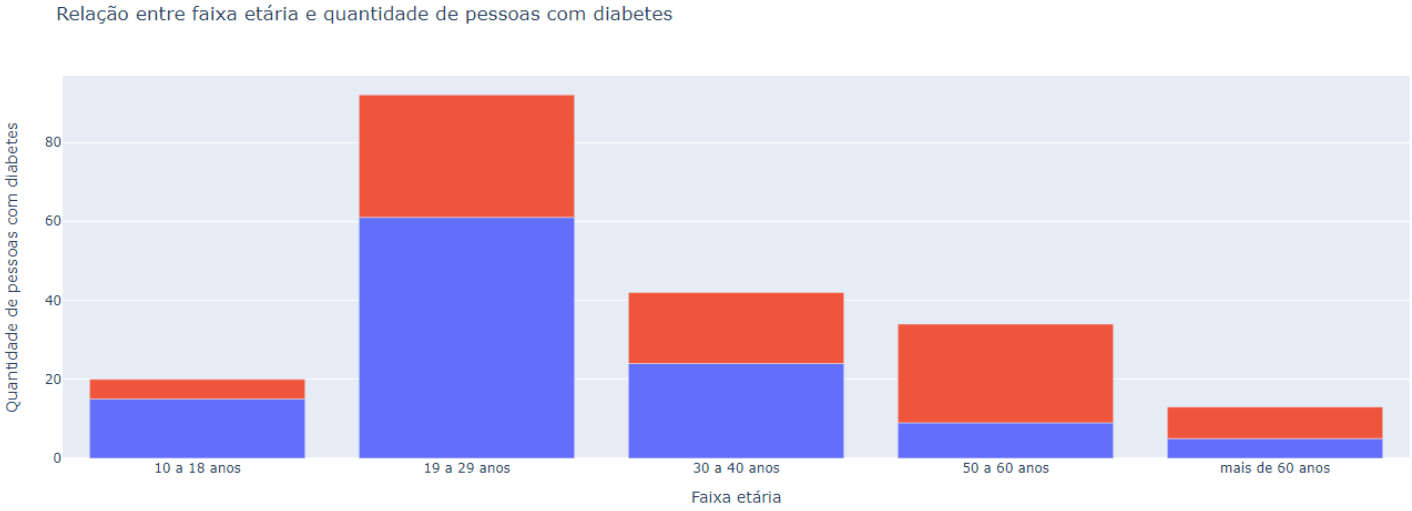 Relação entre faixa etária e quantidade de pessoas com diabetes
Quantidade de pessoas com diabetes
80
60
40
20
0
10 a 18 anos
19 a 29 anos
30 a 40 anos
50 a 60 anos
mais de 60 anos
Faixa etária